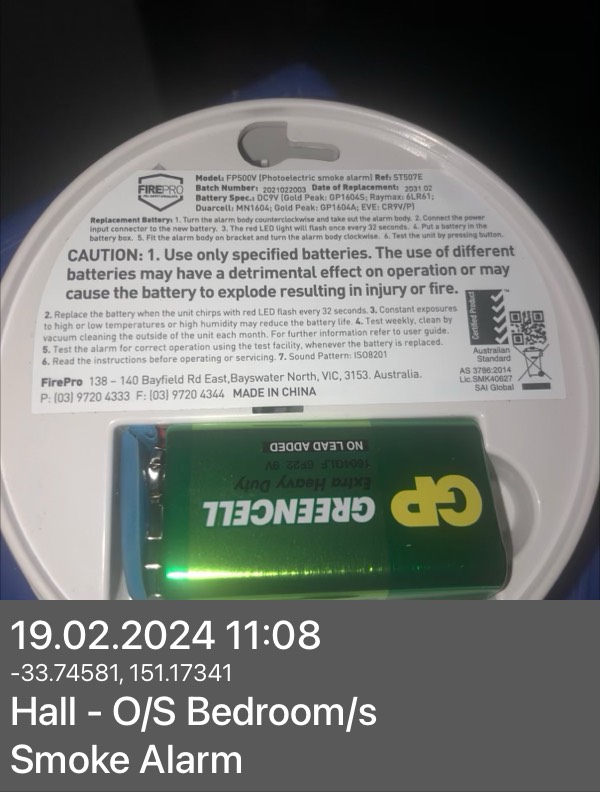 FIREPRO
Model: FP500V (Photoelectric smoke alarm) Ref: ST507E
Batch Number: 2021022003 Date of Replacement: 2031.02
Battery Spec.: DC9V (Gold Peak: GP1604S; Raymax: 6LR61;
Duarcell: MN1604; Gold Peak: GP1604A; EVE: CR9V/P)
Replacement Battery: 1. Turn the alarm body counterclockwise and take out the alarm body. 2. Connect the power
input connector to the new battery. 3. The red LED light will flash once every 32 seconds. 4. Put a battery in the
battery box. 5. Fit the alarm body on bracket and turn the alarm body clockwise. 6. Test the unit by pressing button.
CAUTION: 1. Use only specified batteries. The use of different
batteries may have a detrimental effect on operation or may
cause the battery to explode resulting in injury or fire.
2. Replace the battery when the unit chirps with red LED flash every 32 seconds. 3. Constant exposures
to high or low temperatures or high humidity may reduce the battery life. 4. Test weekly, clean by
vacuum cleaning the outside of the unit each month. For further information refer to user guide.
5. Test the alarm for correct operation using the test facility, whenever the battery is replaced.
6. Read the instructions before operating or servicing. 7. Sound Pattern: ISO8201
Certified Product
Australian
Standard
AS 3786:2014
Lic.SMK40627
SAI Global
FirePro 138 – 140 Bayfield Rd East,Bayswater North, VIC, 3153. Australia.
P: (03) 9720 4333 F: (03) 9720 4344 MADE IN CHINA
NO LEAD ADDED
1604GLF 6F22 9V
Extra Heavy Duty
GREENCELL
GP
19.02.2024 11:08
-33.74581, 151.17341
Hall - O/S Bedroom/s
Smoke Alarm